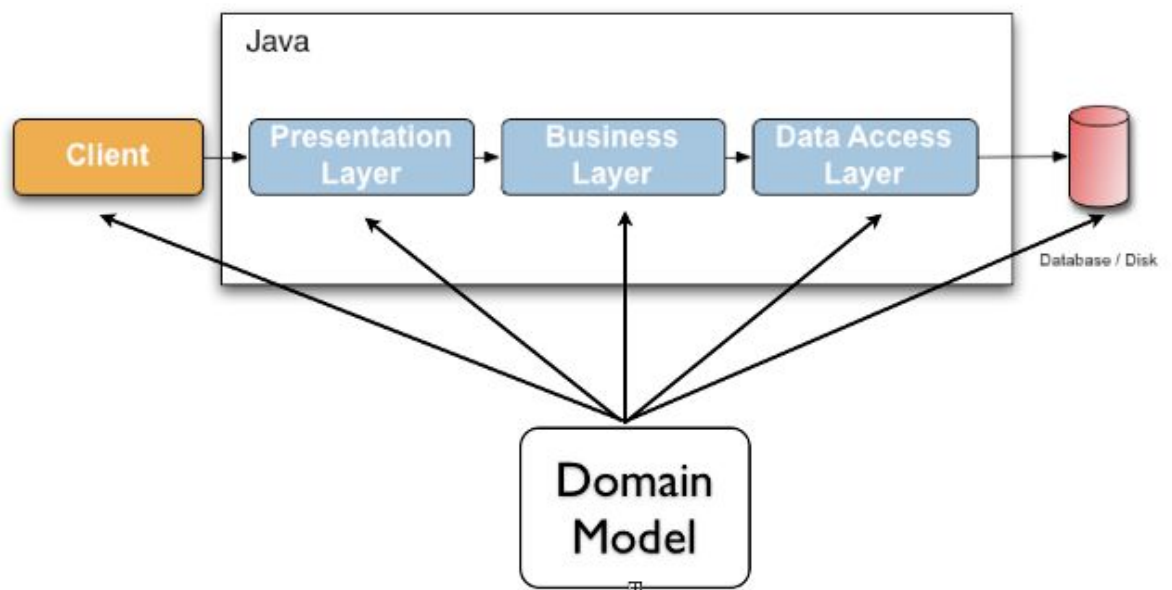 Java
Client
Presentation
Layer
Business
Layer
Data Access
Layer
Database / Disk
Domain
Model